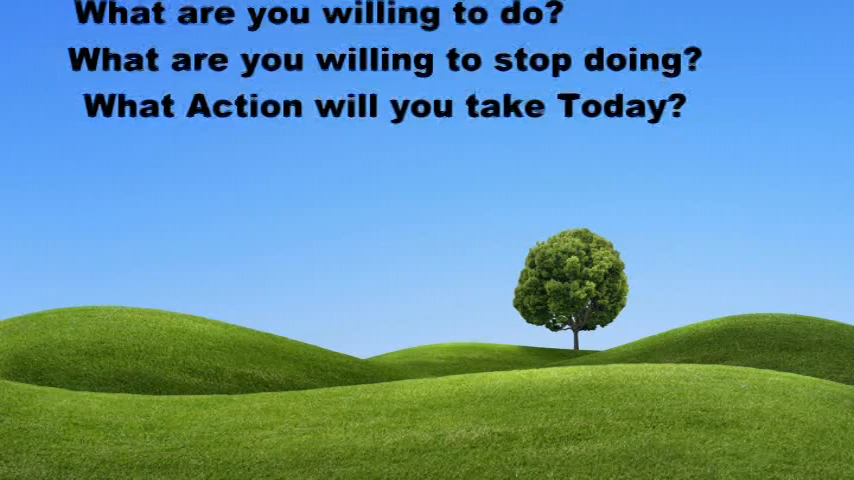 What are you willing to do?
What are you willing to stop doing?
What Action will you take Today?